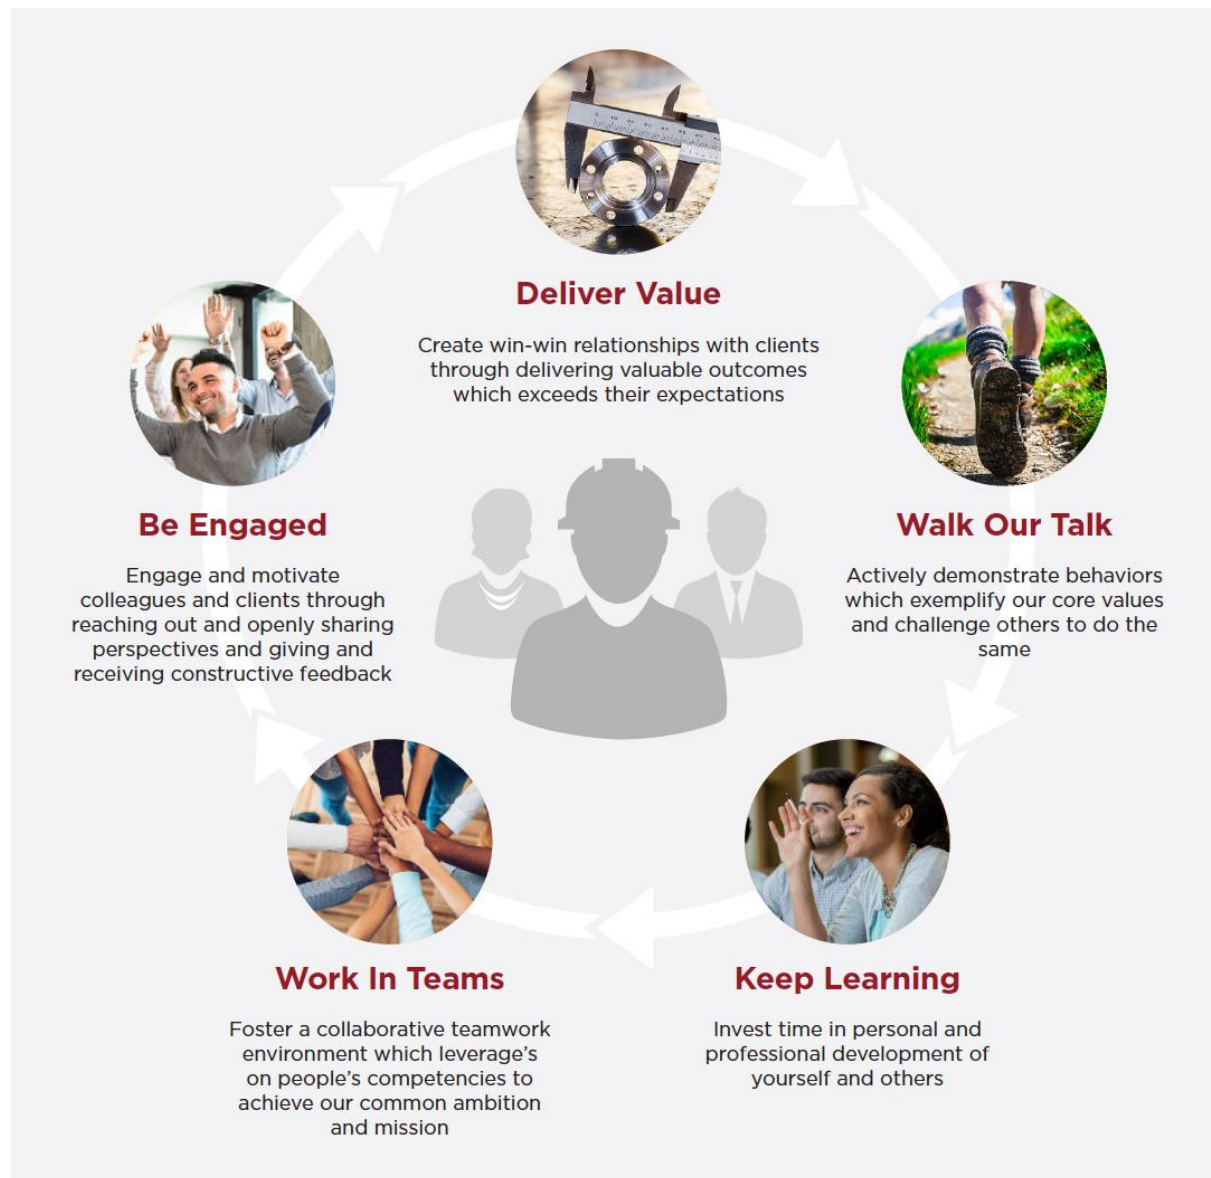 Deliver Value
Create win-win relationships with clients
through delivering valuable outcomes
which exceeds their expectations
Walk Our Talk
Actively demonstrate behaviors
which exemplify our core values
and challenge others to do the
same
Keep Learning
Invest time in personal and
professional development of
yourself and others
Work In Teams
Foster a collaborative teamwork
environment which leverage's
on people's competencies to
achieve our common ambition
and mission
Be Engaged
Engage and motivate
colleagues and clients through
reaching out and openly sharing
perspectives and giving and
receiving constructive feedback